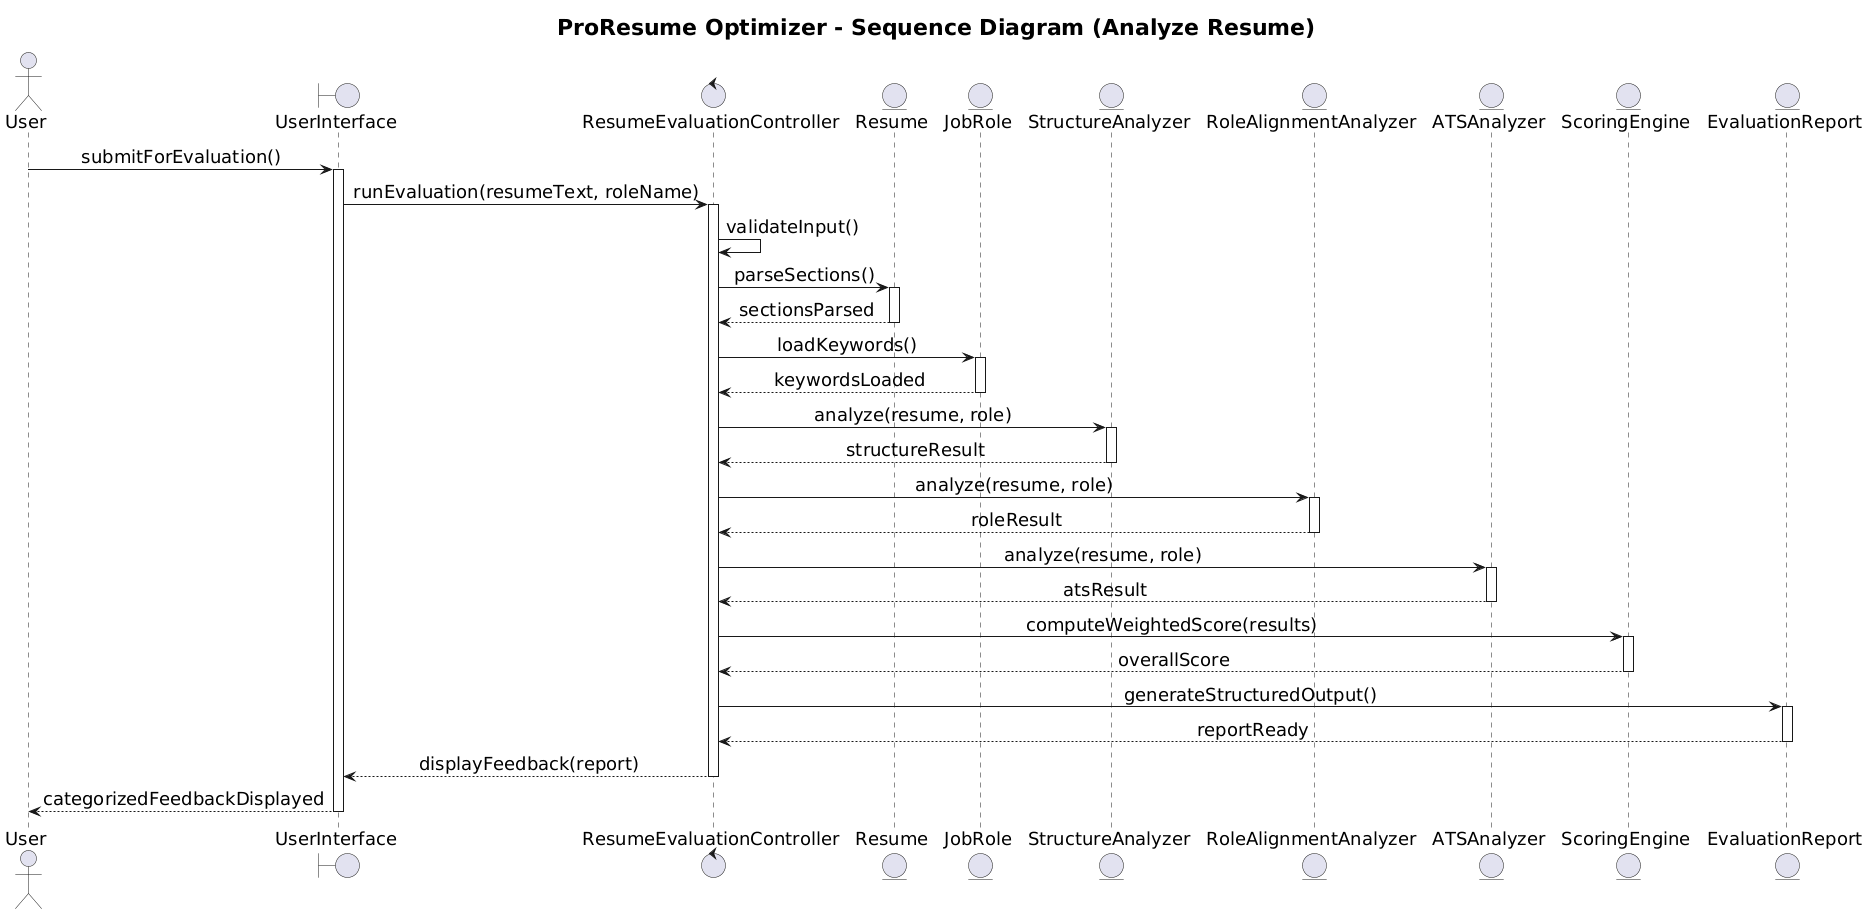 ProResume Optimizer - Sequence Diagram (Analyze Resume)
User
UserInterface
ResumeEvaluationController
Resume
JobRole
StructureAnalyzer
RoleAlignmentAnalyzer
ATSAnalyzer
ScoringEngine
EvaluationReport
submitForEvaluation()
runEvaluation(resumeText, roleName)
validateInput()
parseSections()
sectionsParsed
loadKeywords()
keywordsLoaded
analyze(resume, role)
structureResult
analyze(resume, role)
roleResult
analyze(resume, role)
atsResult
computeWeightedScore(results)
overallScore
generateStructuredOutput()
reportReady
displayFeedback(report)
categorizedFeedbackDisplayed
User
UserInterface
ResumeEvaluationController
Resume
JobRole
StructureAnalyzer
RoleAlignmentAnalyzer
ATSAnalyzer
ScoringEngine
EvaluationReport